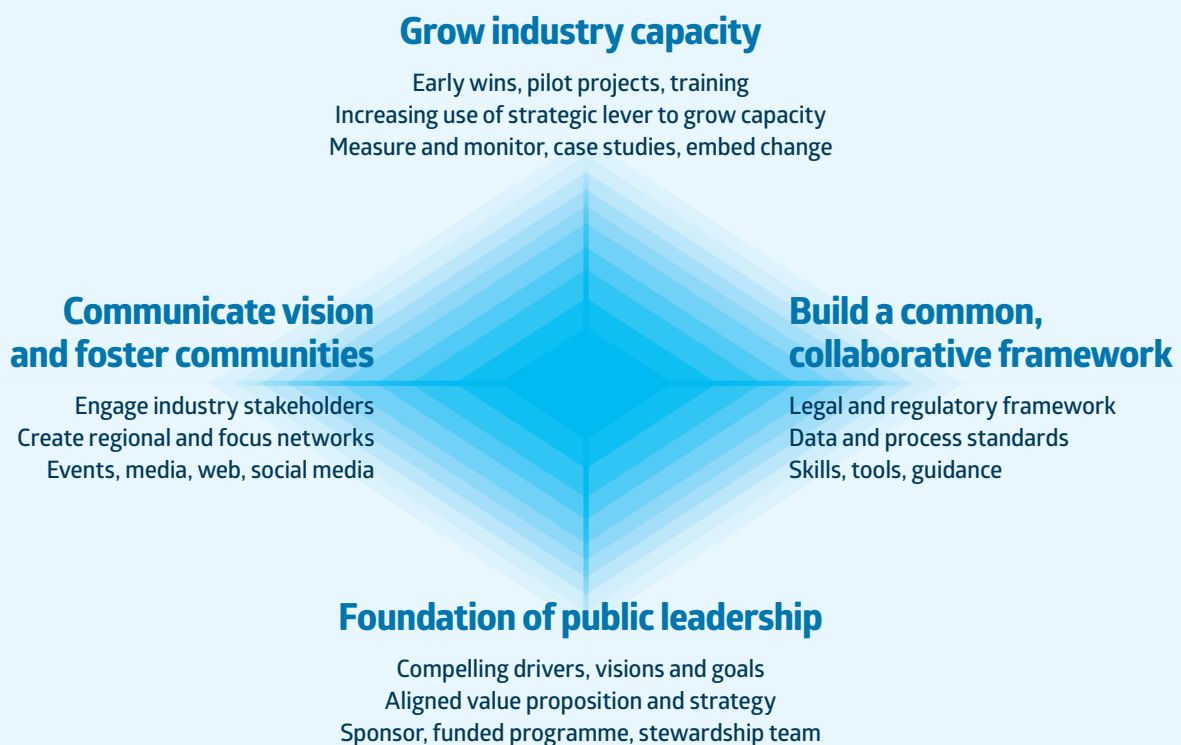 Grow industry capacity
Early wins, pilot projects, training
Increasing use of strategic lever to grow capacity
Measure and monitor, case studies, embed change
Communicate vision
and foster communities
Engage industry stakeholders
Create regional and focus networks
Events, media, web, social media
Build a common,
collaborative framework
Legal and regulatory framework
Data and process standards
Skills, tools, guidance
Foundation of public leadership
Compelling drivers, visions and goals
Aligned value proposition and strategy
Sponsor, funded programme, stewardship team